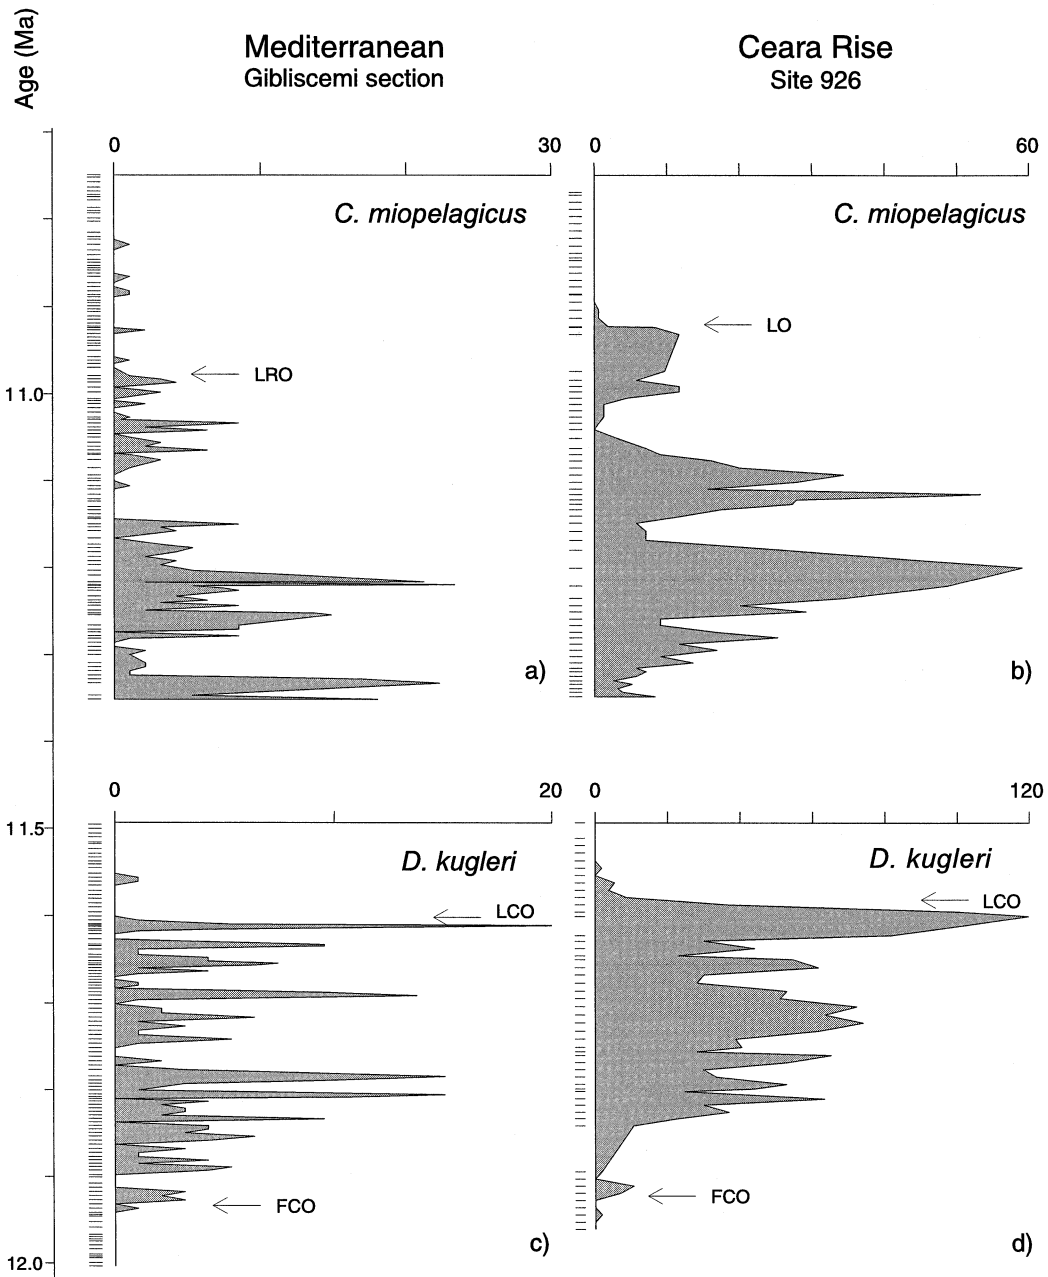 Age (Ma)
Mediterranean
Gibliscemi section
Ceara Rise
Site 926
0 30
0 60
C. miopelagicus
C. miopelagicus
LO
LRO
11.0
a)
b)
0 20
0 120
11.5
D. kugleri
D. kugleri
LCO
LCO
FCO
FCO
c)
d)
12.0